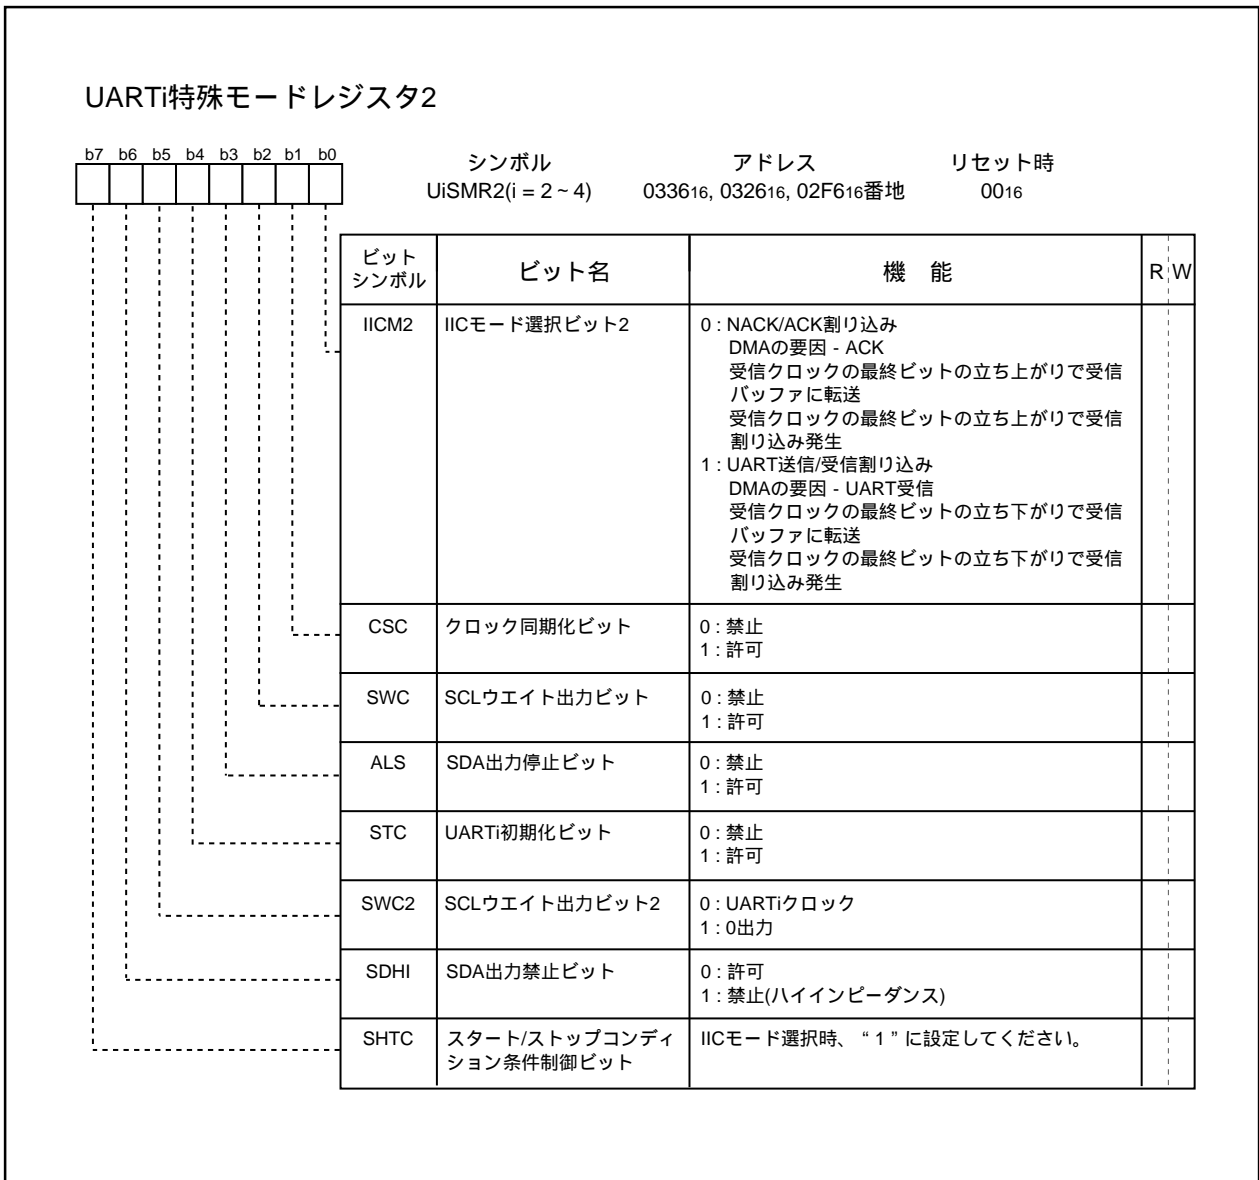 UARTi特殊モードレジスタ2
b7 b6 b5 b4 b3 b2 b1 b0
シンボル アドレス リセット時
UiSMR2(i = 2 ~ 4) 033616, 032616, 02F616番地 0016
ビット
シンボル
ビット名
機 能
R W
IICM2
IICモード選択ビット2
0 : NACK/ACK割り込み
DMAの要因 - ACK
受信クロックの最終ビットの立ち上がりで受信
バッファに転送
受信クロックの最終ビットの立ち上がりで受信
割り込み発生
1 : UART送信/受信割り込み
DMAの要因 - UART受信
受信クロックの最終ビットの立ち下がりで受信
バッファに転送
受信クロックの最終ビットの立ち下がりで受信
割り込み発生
CSC
クロック同期化ビット
0 : 禁止
1 : 許可
SWC
SCLウエイト出力ビット
0 : 禁止
1 : 許可
ALS
SDA出力停止ビット
0 : 禁止
1 : 許可
STC
UARTi初期化ビット
0 : 禁止
1 : 許可
SWC2
SCLウエイト出力ビット2
0 : UARTiクロック
1 : 0出力
SDHI
SDA出力禁止ビット
0 : 許可
1 : 禁止(ハイインピーダンス)
SHTC
スタート/ストップコンディ
ション条件制御ビット
IICモード選択時、“1”に設定してください。